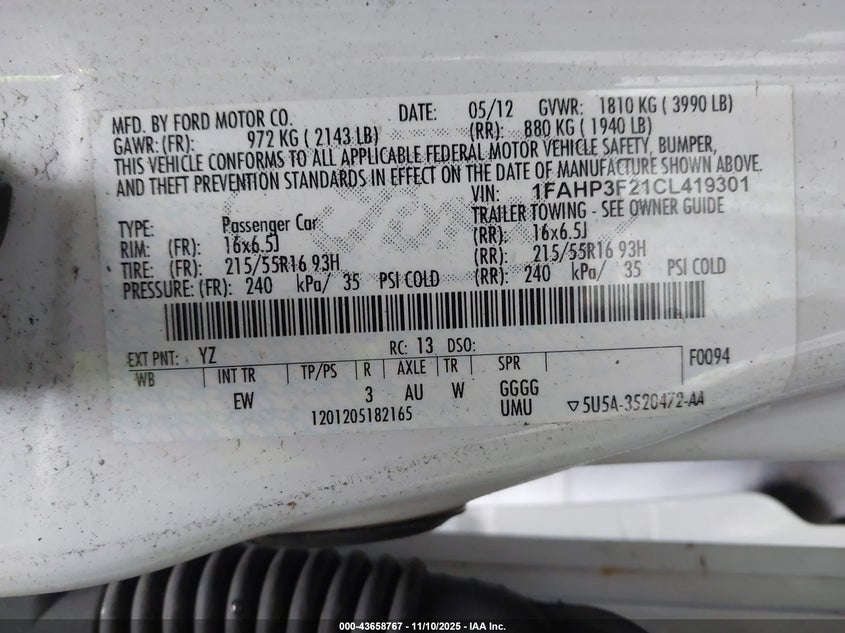 MFD. BY FORD MOTOR CO. DATE: 05/12 GVWR: 1810 KG ( 3990 LB)
GAWR: (FR): 972 KG ( 2143 LB) (RR): 880 KG ( 1940 LB)
THIS VEHICLE CONFORMS TO ALL APPLICABLE FEDERAL MOTOR VEHICLE SAFETY, BUMPER,
AND THEFT PREVENTION STANDARDS IN EFFECT ON THE DATE OF MANUFACTURE SHOWN ABOVE.
VIN: 1FAHP3F21CL419301
TYPE: Passenger Car TRAILER TOWING - SEE OWNER GUIDE
RIM: (FR): 16x6.5J (RR): 16x6.5J
TIRE: (FR): 215/55R16 93H (RR): 215/55R16 93H
PRESSURE: (FR): 240 kPa/ 35 PSI COLD (RR): 240 kPa/ 35 PSI COLD
EXT PNT: YZ RC: 13 DSO: F0094
WB INT TR TP/PS R AXLE TR SPR
EW 3 AU W GGGG
1201205182165 UMU ▽ 5U5A-3520472-AA
000-43658767 - 11/10/2025 - IAA Inc.